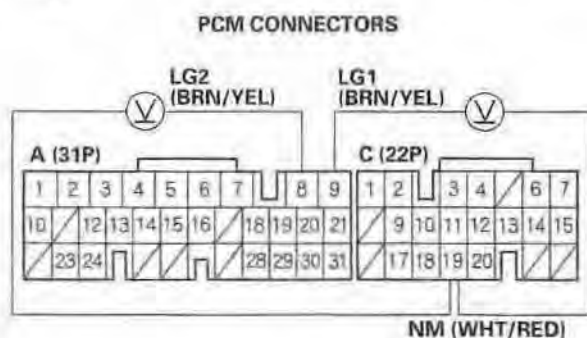 PCM CONNECTORS
LG2 LG1
(BRN/YEL) (BRN/YEL)
V V
A (31P) C (22P)
1 2 3 4 5 6 7 8 9 1 2 3 4 6 7
10 12 13 14 15 16 18 19 20 21 9 10 11 12 13 14 15
23 24 28 29 30 31 17 18 19 20
NM (WHT/RED)